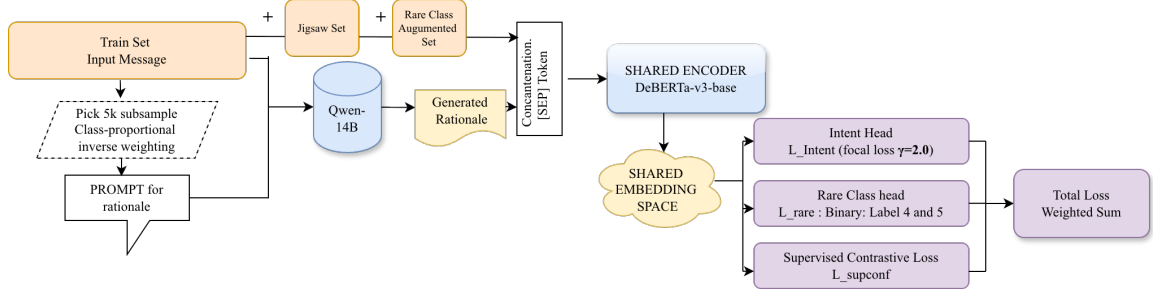 Train Set
Input Message
+
Jigsaw Set
+
Rare Class
Augumented
Set
Pick 5k subsample
Class-proportional
inverse weighting
PROMPT for
rationale
Qwen-
14B
Generated
Rationale
Concantenation.
[SEP] Token
SHARED ENCODER
DeBERTa-v3-base
SHARED
EMBEDDING
SPACE
Intent Head
L_Intent (focal loss γ=2.0)
Rare Class head
L_rare : Binary: Label 4 and 5
Supervised Contrastive Loss
L_supconf
Total Loss
Weighted Sum